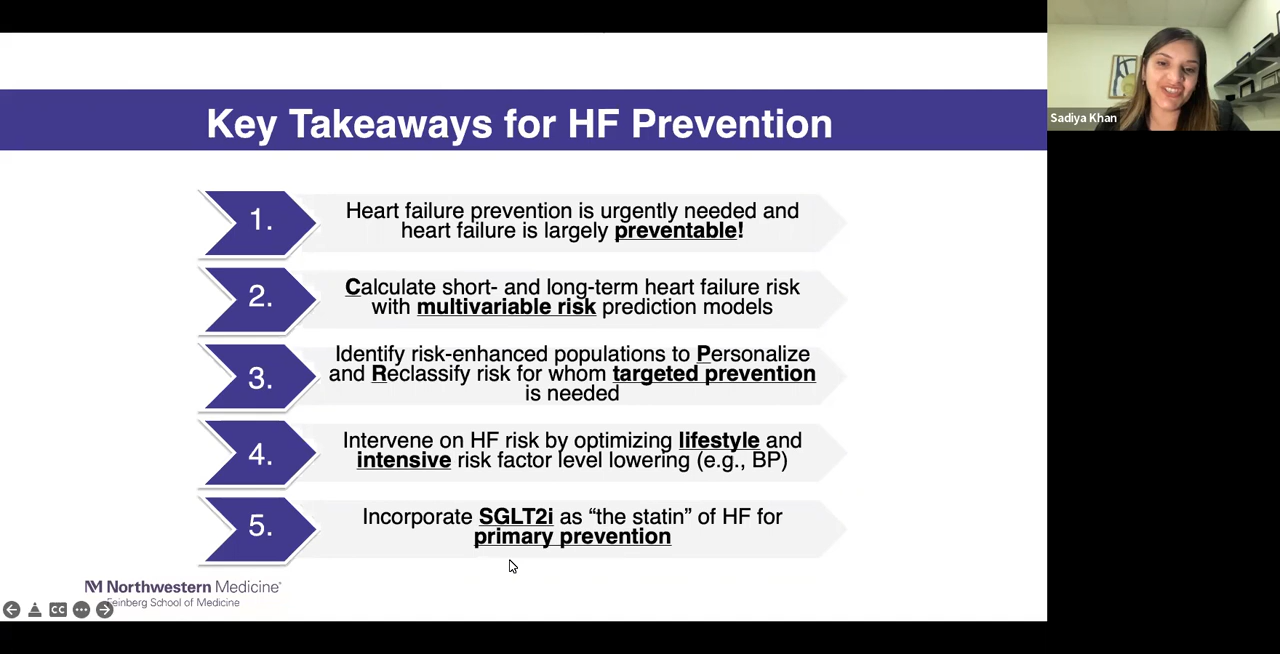 Key Takeaways for HF Prevention
Sadiya Khan
1.
Heart failure prevention is urgently needed and
heart failure is largely preventable!
2.
Calculate short- and long-term heart failure risk
with multivariable risk prediction models
3.
Identify risk-enhanced populations to Personalize
and Reclassify risk for whom targeted prevention
is needed
4.
Intervene on HF risk by optimizing lifestyle and
intensive risk factor level lowering (e.g., BP)
5.
Incorporate SGLT2i as “the statin” of HF for
primary prevention
M Northwestern Medicine®
Feinberg School of Medicine
CC